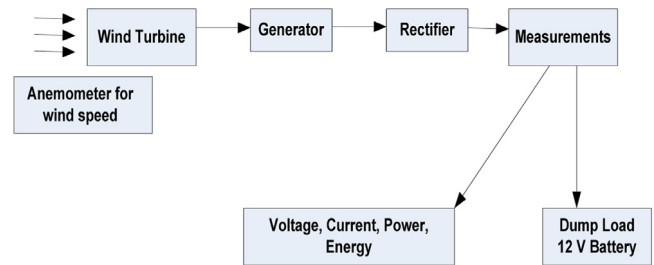 Wind Turbine
Generator
Rectifier
Measurements
Anemometer for
wind speed
Voltage, Current, Power,
Energy
Dump Load
12 V Battery